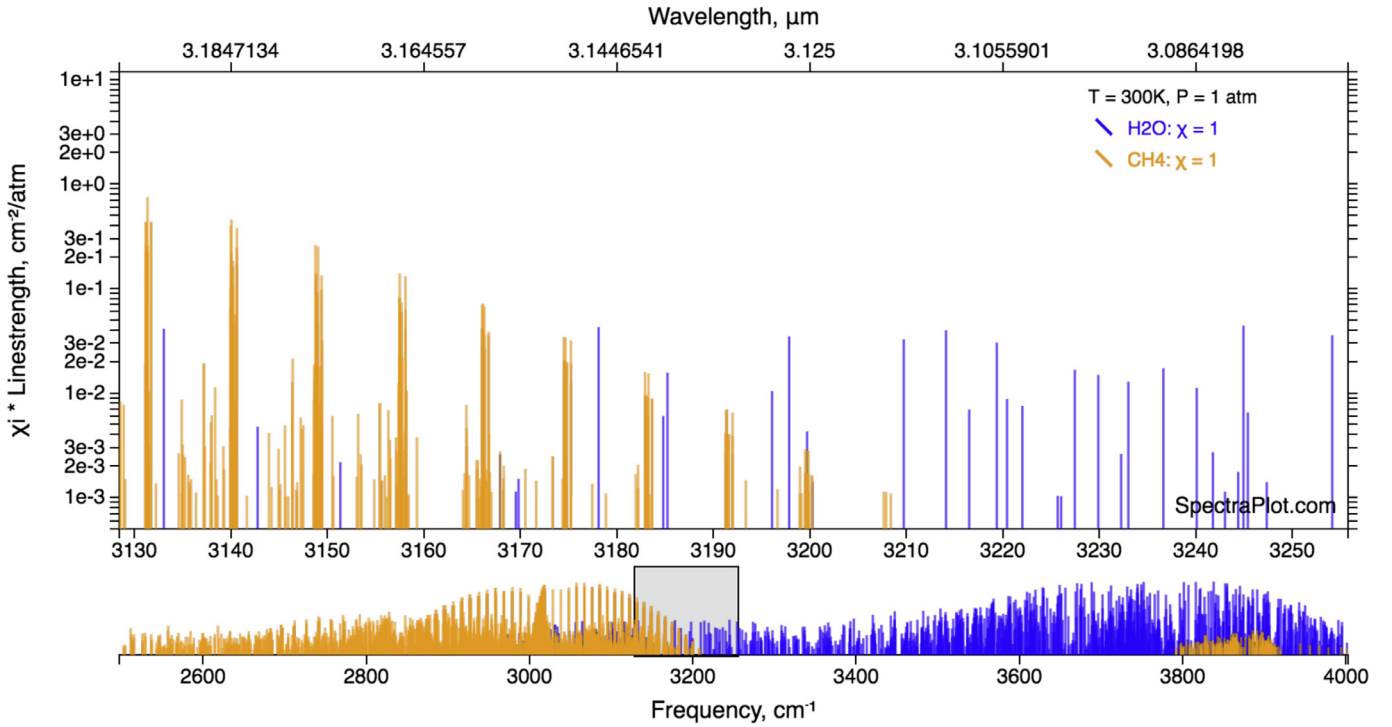 Wavelength, μm
3.1847134 3.164557 3.1446541 3.125 3.1055901 3.0864198
1e+1
T = 300K, P = 1 atm
H2O: χ = 1
3e+0
2e+0
CH4: χ = 1
1e+0
3e-1
2e-1
1e-1
3e-2
2e-2
1e-2
3e-3
2e-3
1e-3
χi * Linestrength, cm⁻²/atm
SpectraPlot.com
3130 3140 3150 3160 3170 3180 3190 3200 3210 3220 3230 3240 3250
2600 2800 3000 3200 3400 3600 3800 4000
Frequency, cm⁻¹